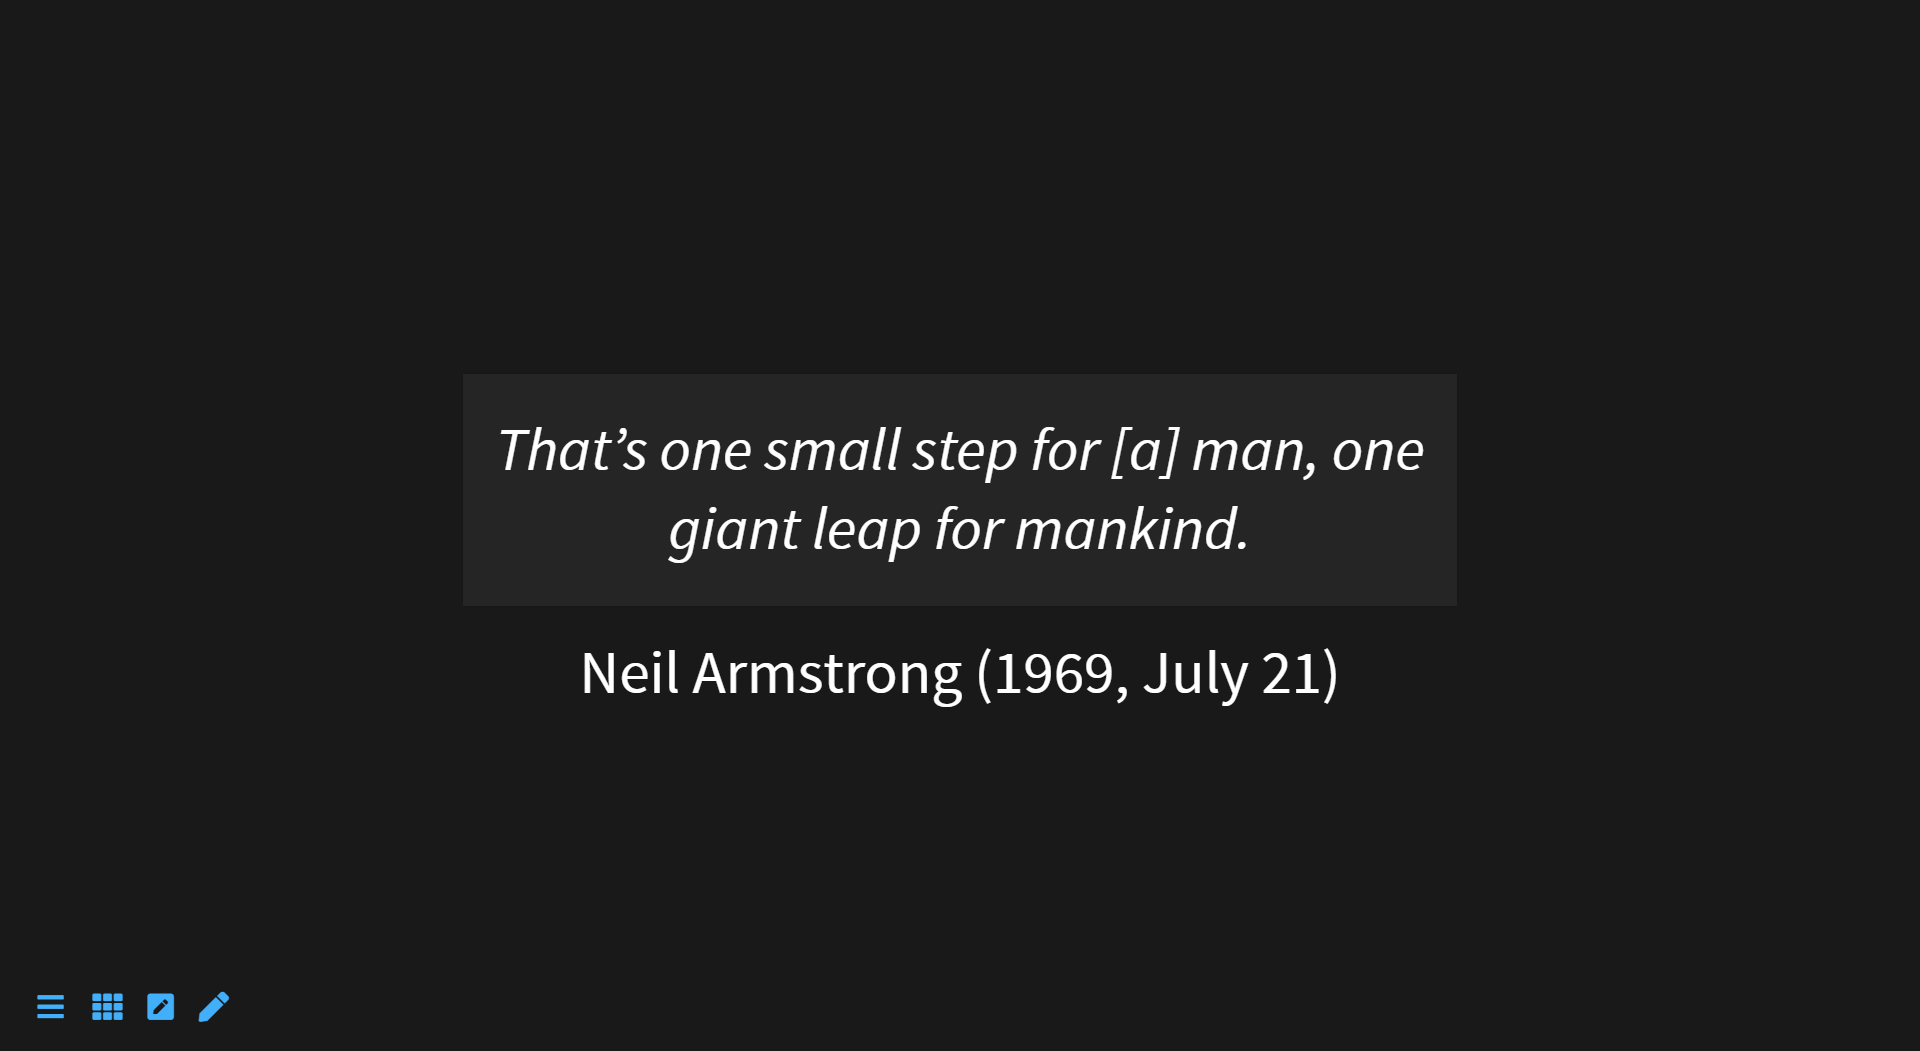 That’s one small step for [a] man, one
giant leap for mankind.
Neil Armstrong (1969, July 21)